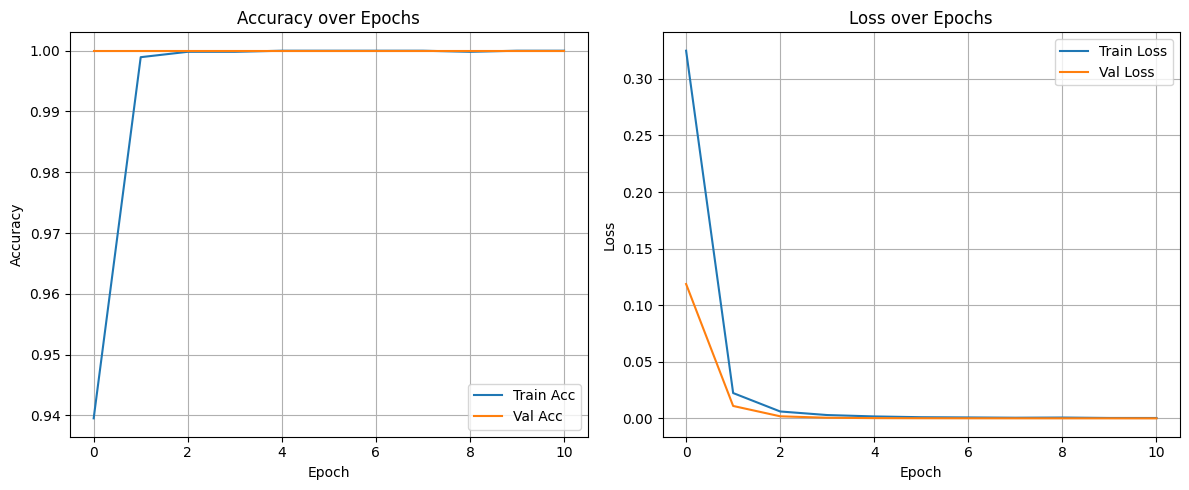 Accuracy over Epochs
1.00
0.99
0.98
0.97
0.96
0.95
0.94
Accuracy
0 2 4 6 8 10
Epoch
Train Acc
Val Acc
Loss over Epochs
0.30
0.25
0.20
0.15
0.10
0.05
0.00
Loss
0 2 4 6 8 10
Epoch
Train Loss
Val Loss